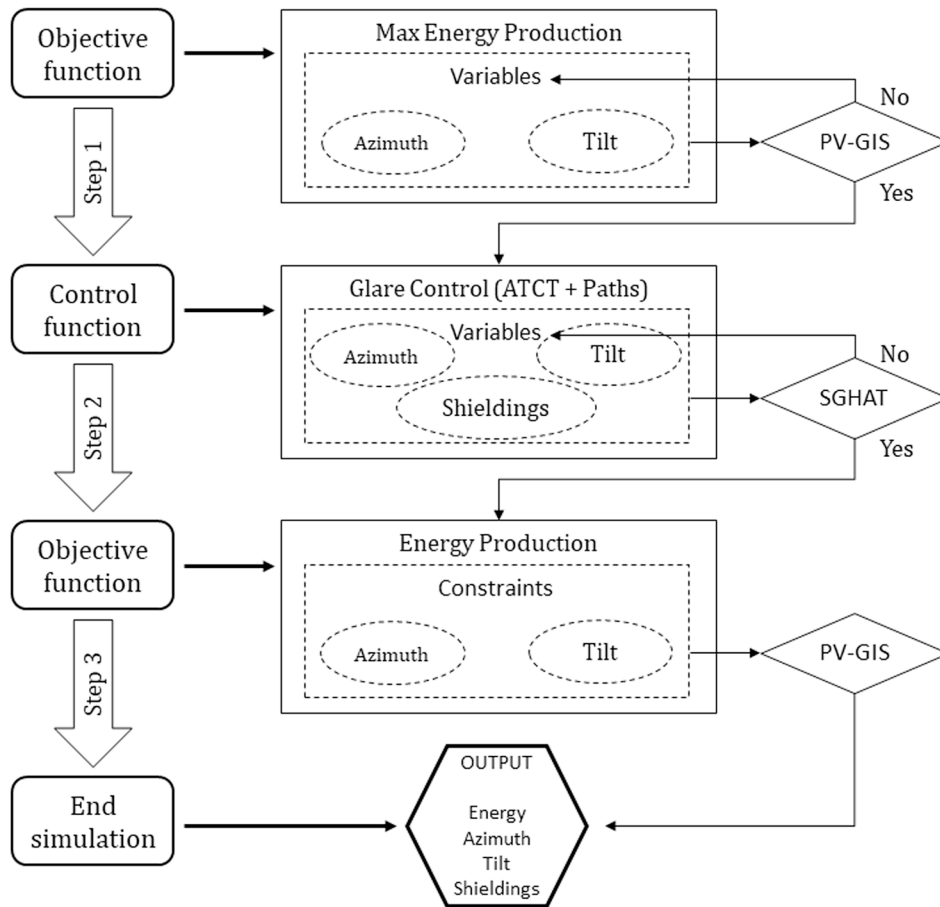 Objective
function
Max Energy Production
Variables
Azimuth
Tilt
No
PV-GIS
Yes
Step 1
Control
function
Glare Control (ATCT + Paths)
Variables
Azimuth
Tilt
Shieldings
No
SGHAT
Yes
Step 2
Objective
function
Energy Production
Constraints
Azimuth
Tilt
PV-GIS
Step 3
End
simulation
OUTPUT
Energy
Azimuth
Tilt
Shieldings